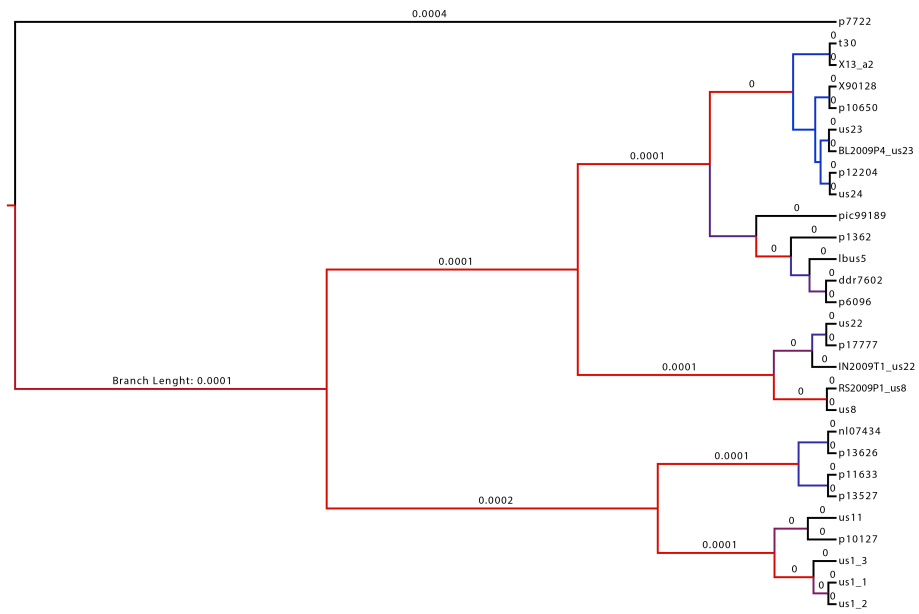 0.0004
p7722
0
t30
0
X13_a2
0
0
X90128
0
p10650
0
us23
0
BL2009P4_us23
0.0001
0
p12204
0
us24
0
pic99189
0
p1362
0
0
lbus5
0.0001
0
ddr7602
0
p6096
0
us22
0
p17777
0
0
IN2009T1_us22
0.0001
Branch Lenght: 0.0001
0
0
RS2009P1_us8
0
us8
0
nl07434
0
p13626
0.0001
0
p11633
0
p13527
0.0002
0
us11
0
0
p10127
0.0001
0
us1_3
0
0
us1_1
0
0
us1_2